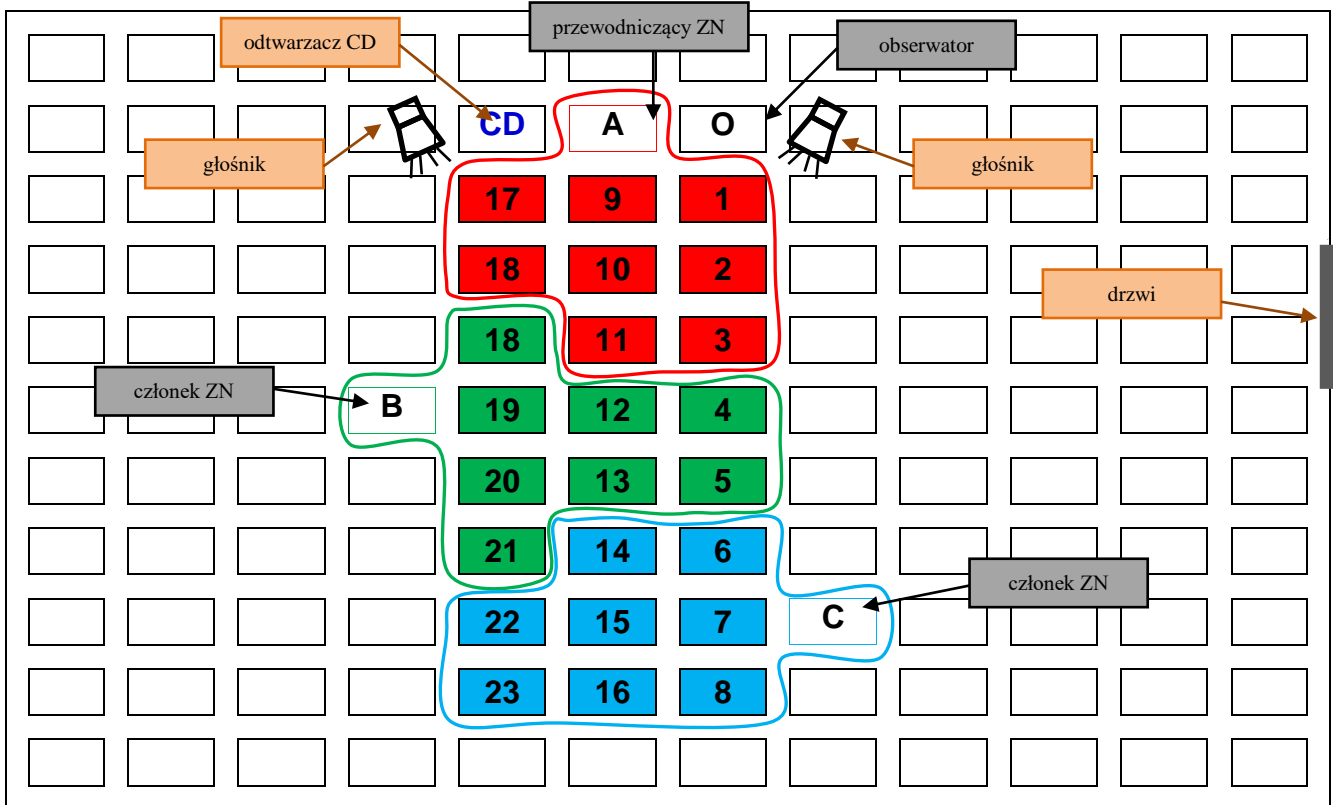 przewodniczący ZN
odtwarzacz CD
obserwator
CD A O
głośnik
głośnik
17 9 1
18 10 2
drzwi
18 11 3
członek ZN
B 19 12 4
20 13 5
21 14 6
członek ZN
22 15 7 C
23 16 8